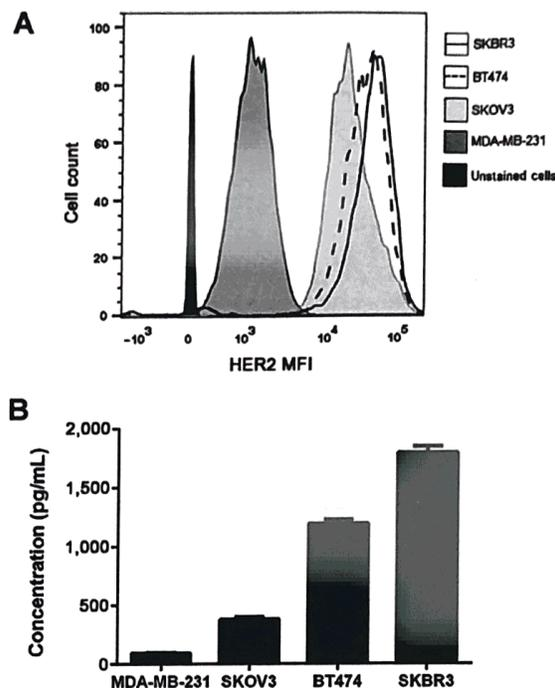 A
100
80
60
40
20
0
Cell count
-10³
0
10³
10⁴
10⁵
HER2 MFI
SKBR3
BT474
SKOV3
MDA-MB-231
Unstained cells
B
2,000
1,500
1,000
500
0
Concentration (pg/mL)
MDA-MB-231 SKOV3 BT474 SKBR3